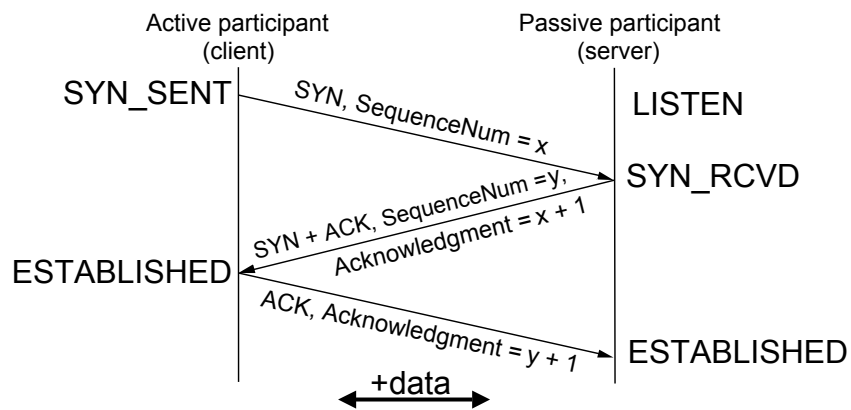 Active participant
(client)
Passive participant
(server)
SYN_SENT
SYN, SequenceNum = x
LISTEN
SYN_RCVD
SYN + ACK, SequenceNum =y,
Acknowledgment = x + 1
ESTABLISHED
ACK, Acknowledgment = y + 1
ESTABLISHED
+data